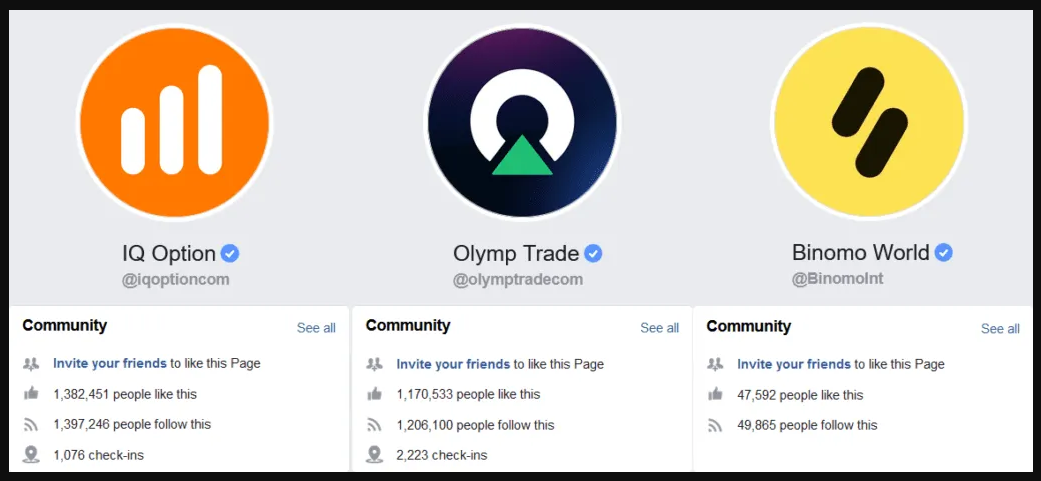 IQ Option
@iqoptioncom
Community
See all
Invite your friends to like this Page
1,382,451 people like this
1,397,246 people follow this
1,076 check-ins
Olymp Trade
@olymptradecom
Community
See all
Invite your friends to like this Page
1,170,533 people like this
1,206,100 people follow this
2,223 check-ins
Binomo World
@BinomoInt
Community
See all
Invite your friends to like this Page
47,592 people like this
49,865 people follow this